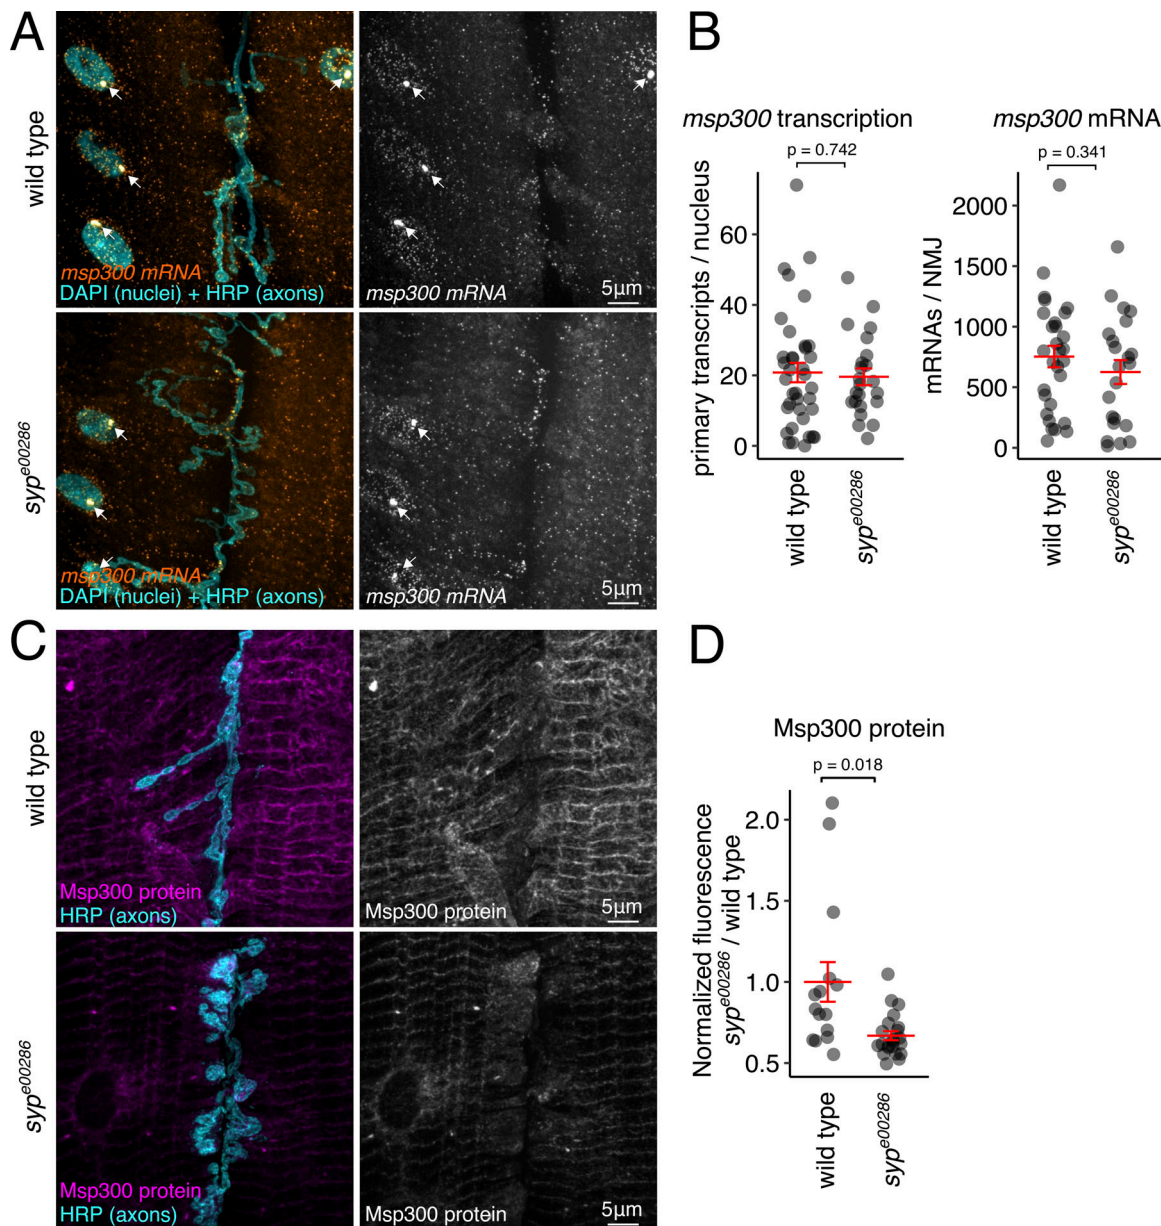 A
wild type
msp300 mRNA
DAPI (nuclei) + HRP (axons)
msp300 mRNA
5µm
syp^e00286
msp300 mRNA
DAPI (nuclei) + HRP (axons)
msp300 mRNA
5µm
B
msp300 transcription
p = 0.742
primary transcripts / nucleus
60
40
20
0
wild type
syp^e00286
msp300 mRNA
p = 0.341
mRNAs / NMJ
2000
1500
1000
500
0
wild type
syp^e00286
C
wild type
Msp300 protein
HRP (axons)
Msp300 protein
5µm
syp^e00286
Msp300 protein
HRP (axons)
Msp300 protein
5µm
D
Msp300 protein
p = 0.018
Normalized fluorescence
syp^e00286 / wild type
2.0
1.5
1.0
0.5
wild type
syp^e00286